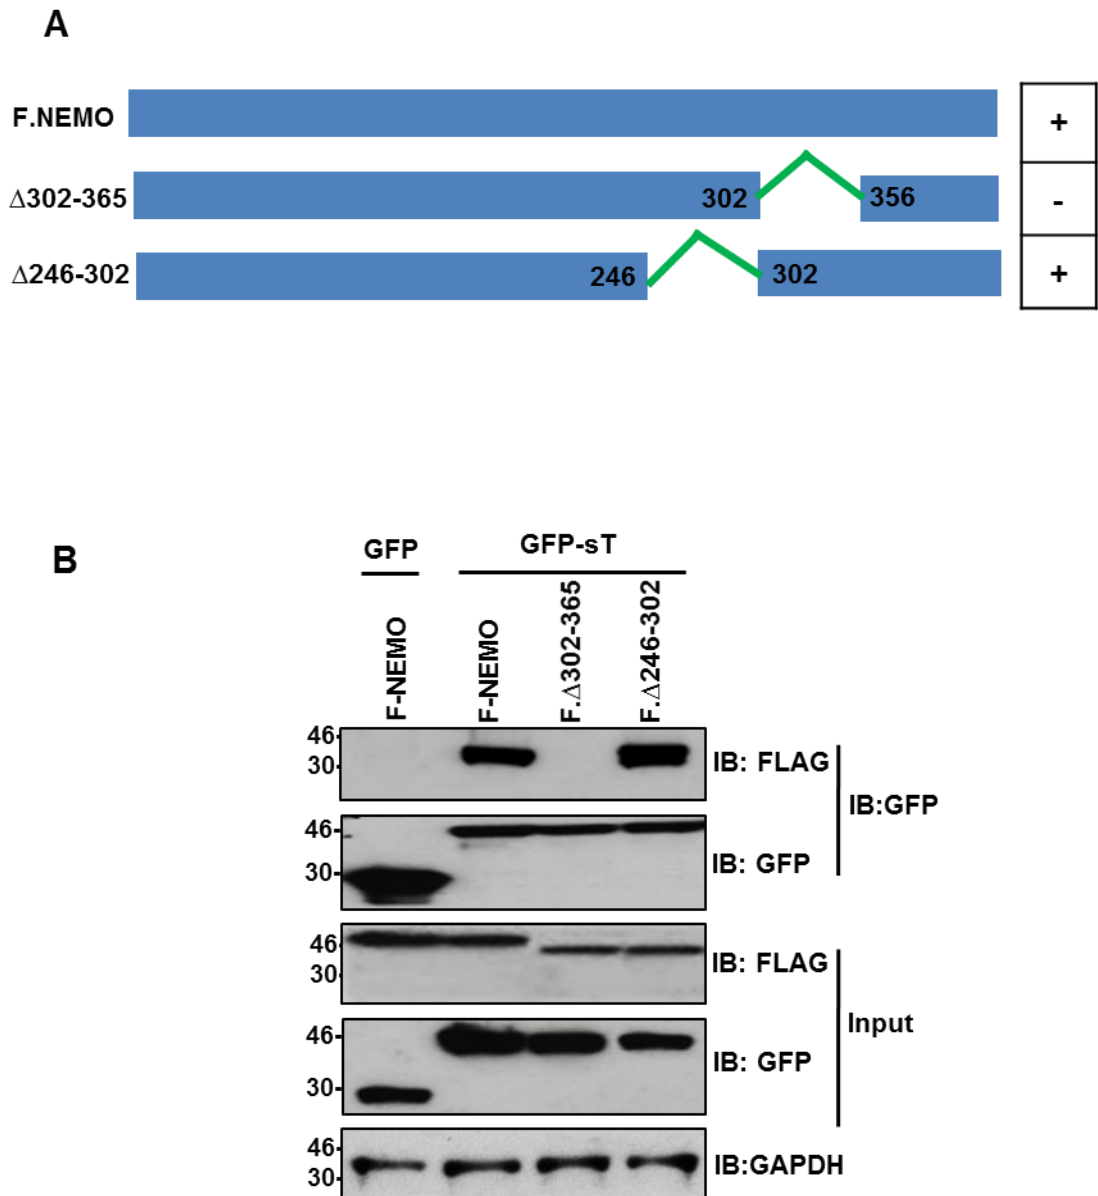 A
F.NEMO +
Δ302-365 302 356 -
Δ246-302 246 302 +
B
GFP GFP-sT
F-NEMO F-NEMO F.Δ302-365 F.Δ246-302
46
30
IB: FLAG
46
30
IB: GFP
IB:GFP
46
30
IB: FLAG
46
30
IB: GFP
Input
46
30
IB:GAPDH